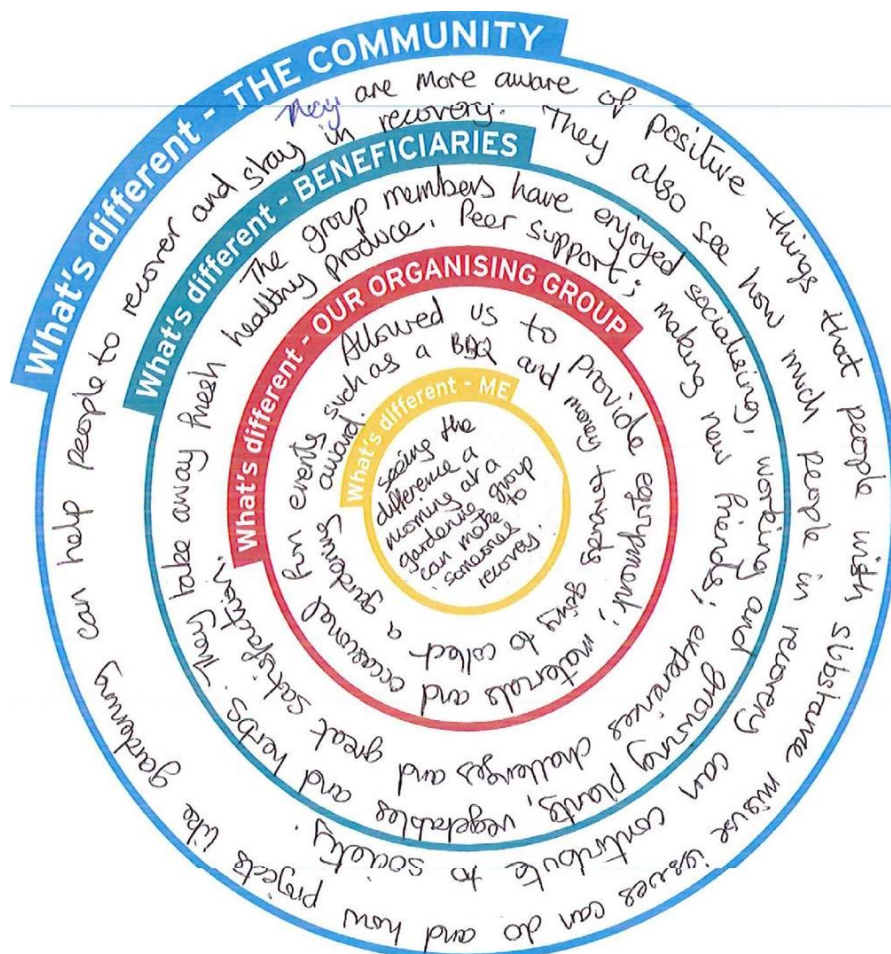 What's different - THE COMMUNITY
They are more aware of positive things that people with substance misuse issues can do and how projects like gardening can help people to recover
and stay in recovery. They also see how much people in recovery can contribute to society.
What's different - BENEFICIARIES
The group members have enjoyed socialising, working and growing plants, vegetables and herbs. They take away fresh
healthy produce. Peer support; making new friends; experiences challenges and great satisfaction.
What's different - OUR ORGANISING GROUP
Allowed us to provide equipment; materials and occasional fun events such as a
BBQ and money towards going to collect a gardening award.
What's different - ME
seeing the
difference a
morning at a
gardening group
can make to
someones
recovery.